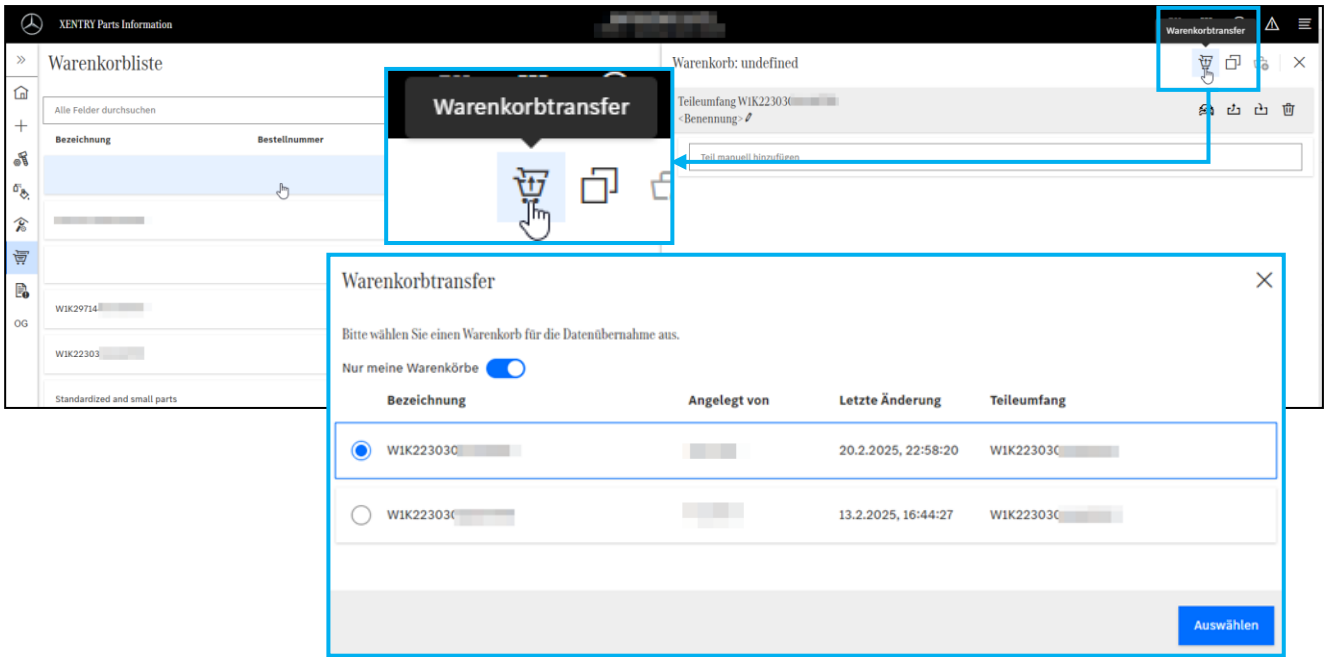 XENTRY Parts Information
Warenkorbtransfer
Warenkorbliste
Warenkorb: undefined
Alle Felder durchsuchen
Bezeichnung Bestellnummer
Teileumfang W1K22303
<Benennung>
Teil manuell hinzufügen
Warenkorbtransfer
W1K29714
W1K22303
OG
Standardized and small parts
Warenkorbtransfer
Bitte wählen Sie einen Warenkorb für die Datenübernahme aus.
Nur meine Warenkörbe
Bezeichnung Angelegt von Letzte Änderung Teileumfang
W1K223030 20.2.2025, 22:58:20 W1K22303
W1K22303 13.2.2025, 16:44:27 W1K22303
Auswählen